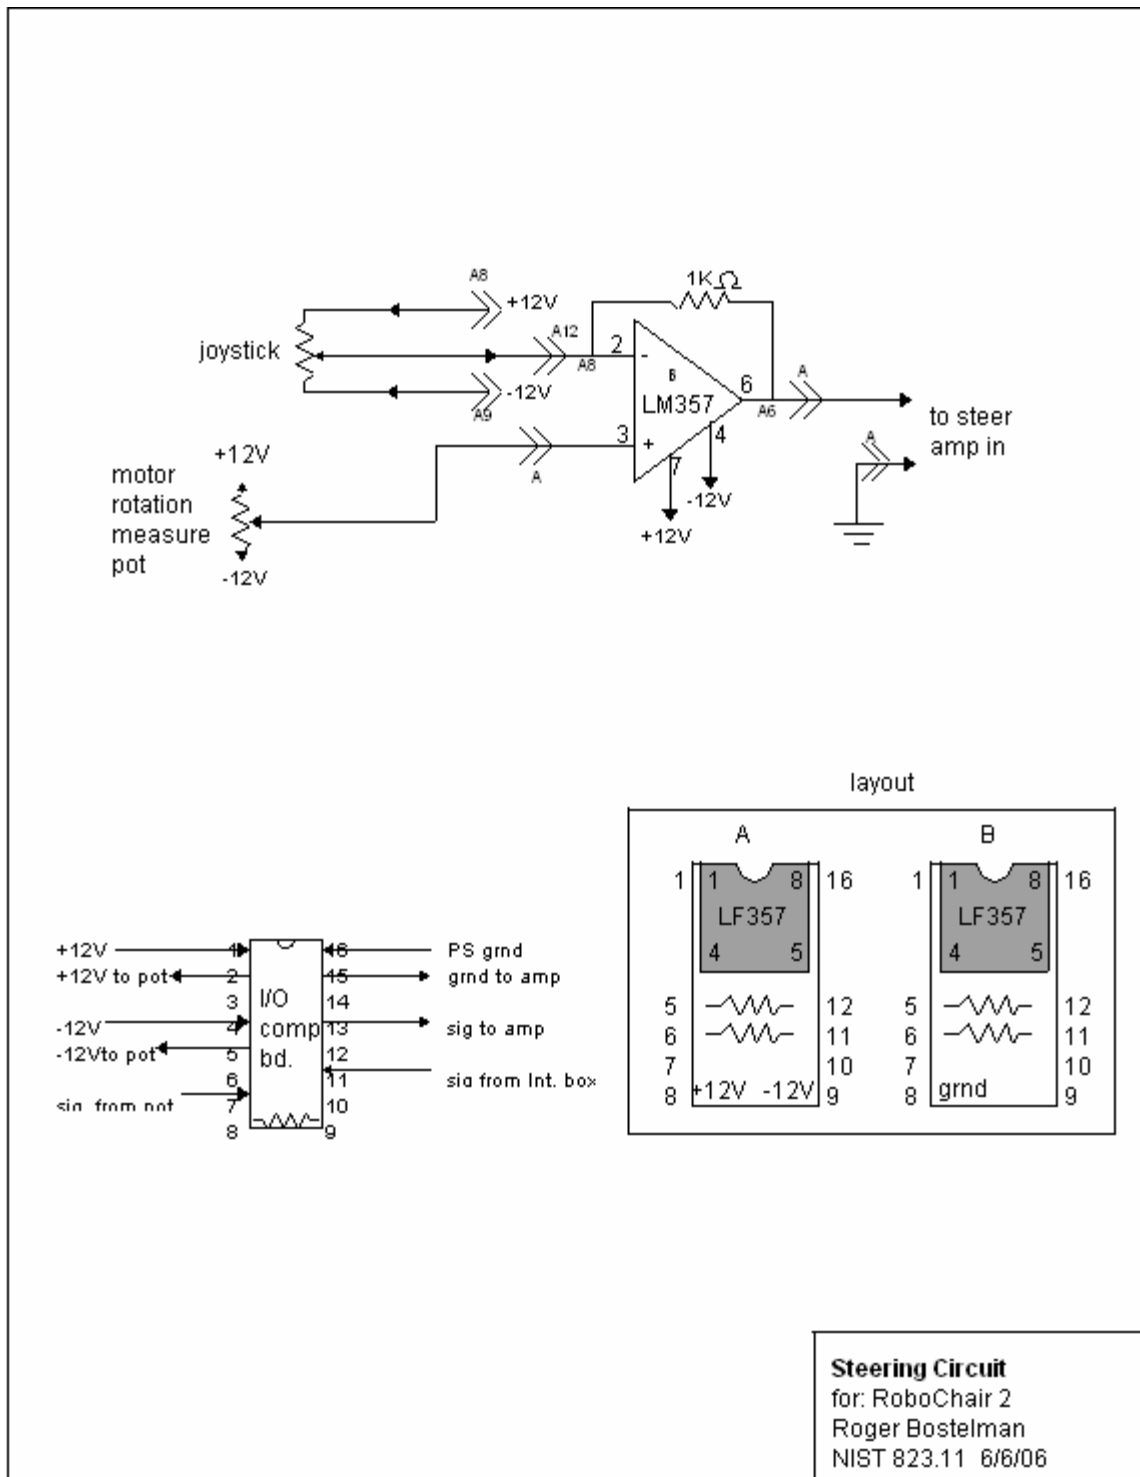 A8
+12V
1KΩ
joystick
A12
A8
2
-
B
LM357
6
A
A6
-12V
A9
3
+
4
7
A
-12V
+12V
to steer
amp in
A
+12V
motor
rotation
measure
pot
-12V
layout
A
B
1
1
8
16
LF357
4
5
5
12
6
11
7
10
8
+12V
-12V
9
1
1
8
16
LF357
4
5
5
12
6
11
7
10
8
grnd
9
+12V
1
16
PS grnd
+12V to pot
2
15
grnd to amp
3
I/O
14
-12V
4
comp
13
sig to amp
-12Vto pot
5
bd.
12
6
11
sig from Int. box
sig. from pot
7
10
8
9
Steering Circuit
for: RoboChair 2
Roger Bostelman
NIST 823.11 6/6/06